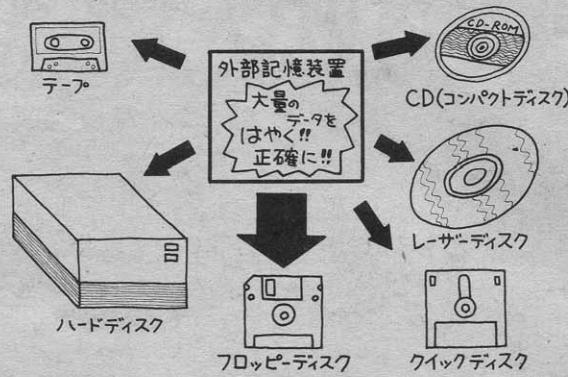 外部記憶装置
大量の
データを
はやく!!
正確に!!
テープ
CD-ROM
CD(コンパクトディスク)
レーザーディスク
ハードディスク
フロッピーディスク
クイックディスク